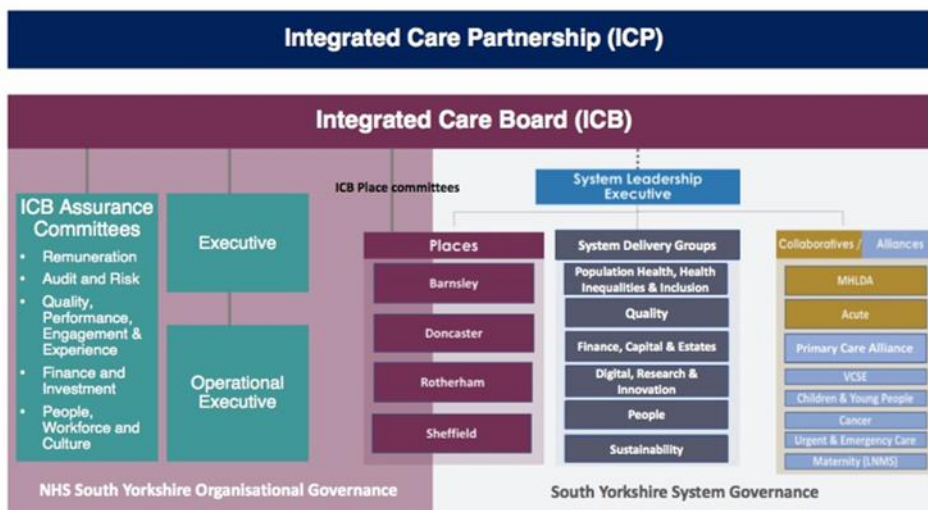 Integrated Care Partnership (ICP)
Integrated Care Board (ICB)
ICB Assurance
Committees
• Remuneration
• Audit and Risk
• Quality,
Performance,
Engagement &
Experience
• Finance and
Investment
• People,
Workforce and
Culture
Executive
Operational
Executive
NHS South Yorkshire Organisational Governance
ICB Place committees
System Leadership
Executive
Places
Barnsley
Doncaster
Rotherham
Sheffield
System Delivery Groups
Population Health, Health
Inequalities & Inclusion
Quality
Finance, Capital & Estates
Digital, Research &
Innovation
People
Sustainability
Collaboratives / Alliances
MHLDA
Acute
Primary Care Alliance
VCSE
Children & Young People
Cancer
Urgent & Emergency Care
Maternity (LNMS)
South Yorkshire System Governance